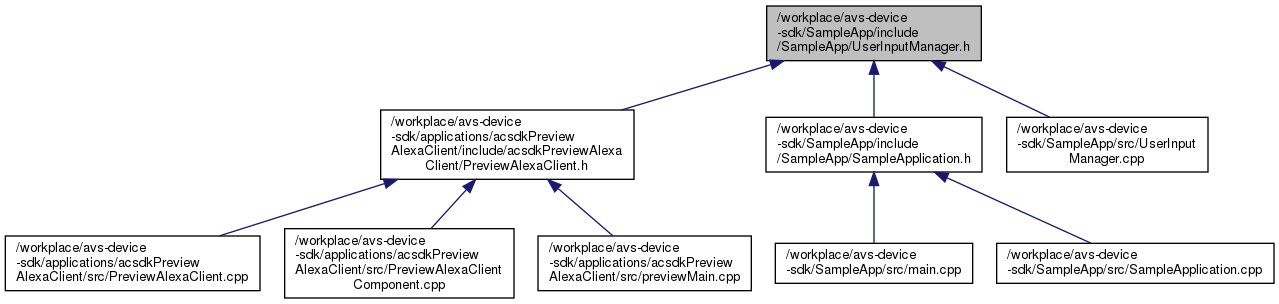 /workplace/avs-device
-sdk/SampleApp/include
/SampleApp/UserInputManager.h
/workplace/avs-device
-sdk/applications/acsdkPreview
AlexaClient/include/acsdkPreviewAlexa
Client/PreviewAlexaClient.h
/workplace/avs-device
-sdk/SampleApp/include
/SampleApp/SampleApplication.h
/workplace/avs-device
-sdk/SampleApp/src/UserInput
Manager.cpp
/workplace/avs-device
-sdk/applications/acsdkPreview
AlexaClient/src/PreviewAlexaClient.cpp
/workplace/avs-device
-sdk/applications/acsdkPreview
AlexaClient/src/PreviewAlexaClient
Component.cpp
/workplace/avs-device
-sdk/applications/acsdkPreview
AlexaClient/src/previewMain.cpp
/workplace/avs-device
-sdk/SampleApp/src/main.cpp
/workplace/avs-device
-sdk/SampleApp/src/SampleApplication.cpp